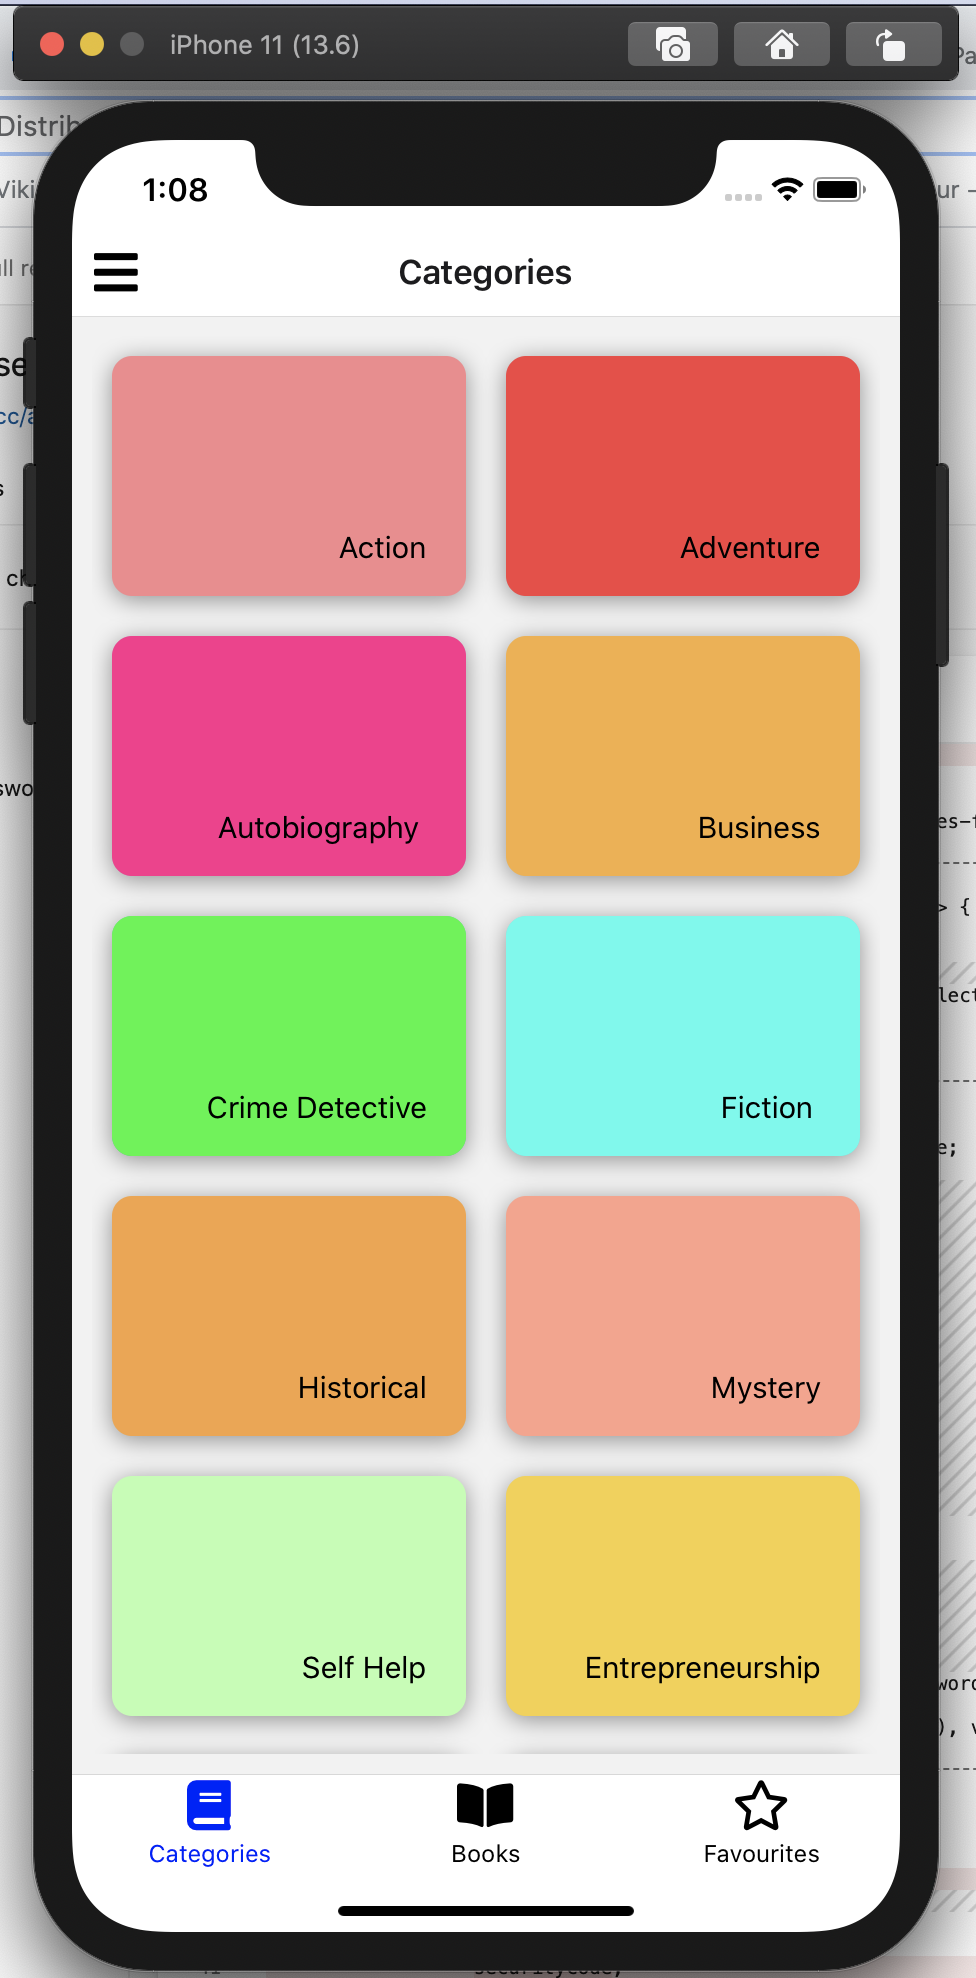 iPhone 11 (13.6)
Distrib
1:08
Categories
Action
Adventure
Autobiography
Business
Crime Detective
Fiction
Historical
Mystery
Self Help
Entrepreneurship
Categories
Books
Favourites